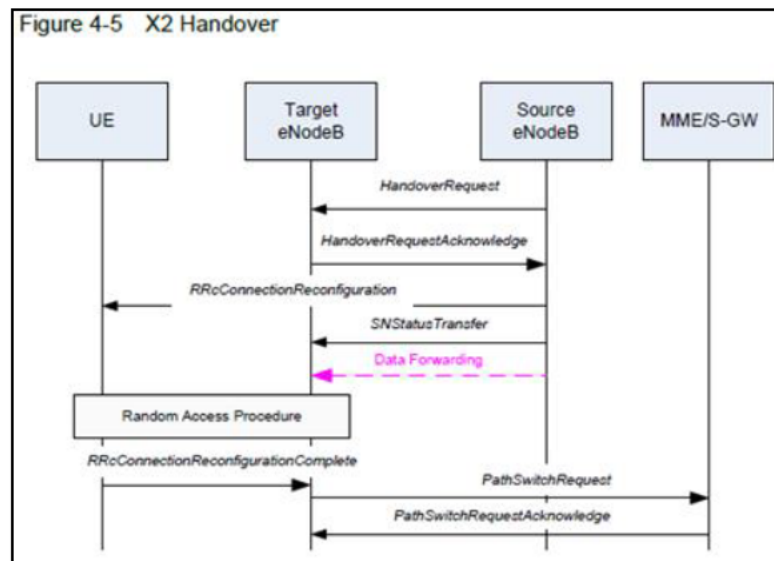 Figure 4-5 X2 Handover
UE
Target
eNodeB
Source
eNodeB
MME/S-GW
HandoverRequest
HandoverRequestAcknowledge
RRcConnectionReconfiguration
SNStatusTransfer
Data Forwarding
Random Access Procedure
RRcConnectionReconfigurationComplete
PathSwitchRequest
PathSwitchRequestAcknowledge